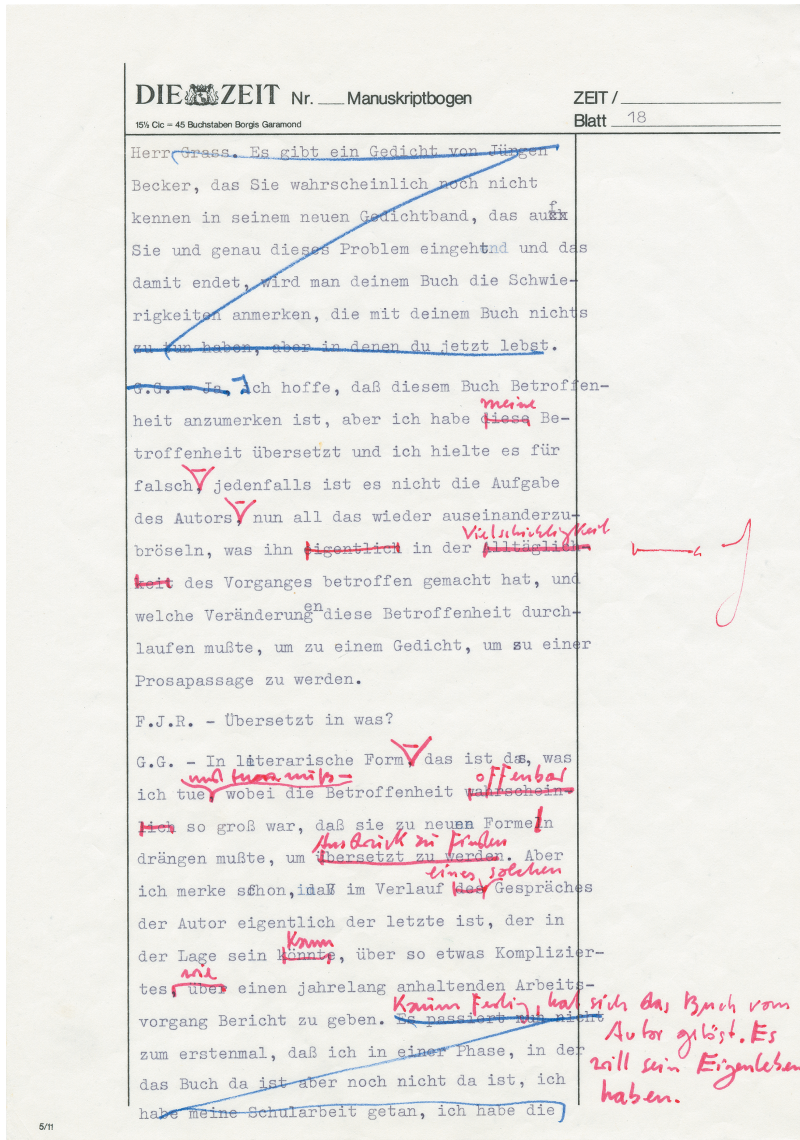 DIE ZEIT Nr. ___ Manuskriptbogen
ZEIT / ___
15½ Cic = 45 Buchstaben Borgis Garamond
Blatt 18
Herr Grass. Es gibt ein Gedicht von Jürgen
Becker, das Sie wahrscheinlich noch nicht
kennen in seinem neuen Gedichtband, das auf
Sie und genau dieses Problem eingehtnd und das
damit endet, wird man deinem Buch die Schwie-
rigkeiten anmerken, die mit deinem Buch nichts
zu tun haben, aber in denen du jetzt lebst.
G.G. - Ja, Ich hoffe, daß diesem Buch Betroffen-
meine
heit anzumerken ist, aber ich habe diese Be-
troffenheit übersetzt und ich hielte es für
falsch, – jedenfalls ist es nicht die Aufgabe
des Autors, – nun all das wieder auseinanderzu-
Vielschichtigkeit
bröseln, was ihn eigentlich in der Alltäglich-
keit des Vorganges betroffen gemacht hat, und
welche Veränderungen diese Betroffenheit durch-
laufen mußte, um zu einem Gedicht, um zu einer
Prosapassage zu werden.
F.J.R. - Übersetzt in was?
G.G. - In literarische Form, – das ist das, was
und tun muß – offenbar
ich tue, wobei die Betroffenheit wahrschein-
lich so groß war, daß sie zu neuen Formeln
Ausdruck zu finden
drängen mußte, um übersetzt zu werden. Aber
eines solchen
ich merke schon, daß im Verlauf des Gespräches
der Autor eigentlich der letzte ist, der in
kann
der Lage sein könnte, über so etwas Komplizier-
wie
tes, über einen jahrelang anhaltenden Arbeits-
Kaum fertig, hat sich das Buch vom
vorgang Bericht zu geben. Es passiert nicht
Autor gelöst. Es
zum erstenmal, daß ich in einer Phase, in der
will sein Eigenleben
das Buch da ist aber noch nicht da ist, ich
haben.
habe meine Schularbeit getan, ich habe die
5/11